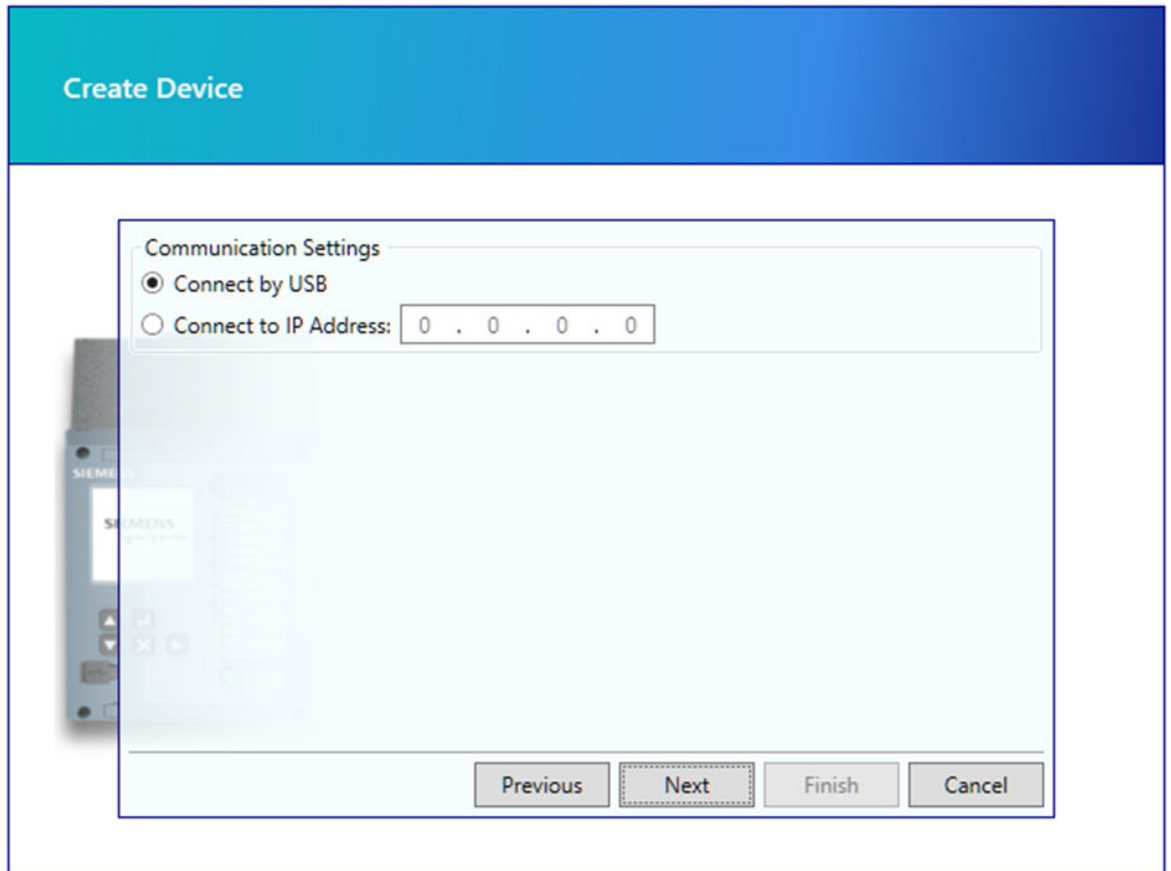 Create Device
Communication Settings
Connect by USB
Connect to IP Address: 0 . 0 . 0 . 0
SIEMENS
SIEMENS
Previous Next Finish Cancel